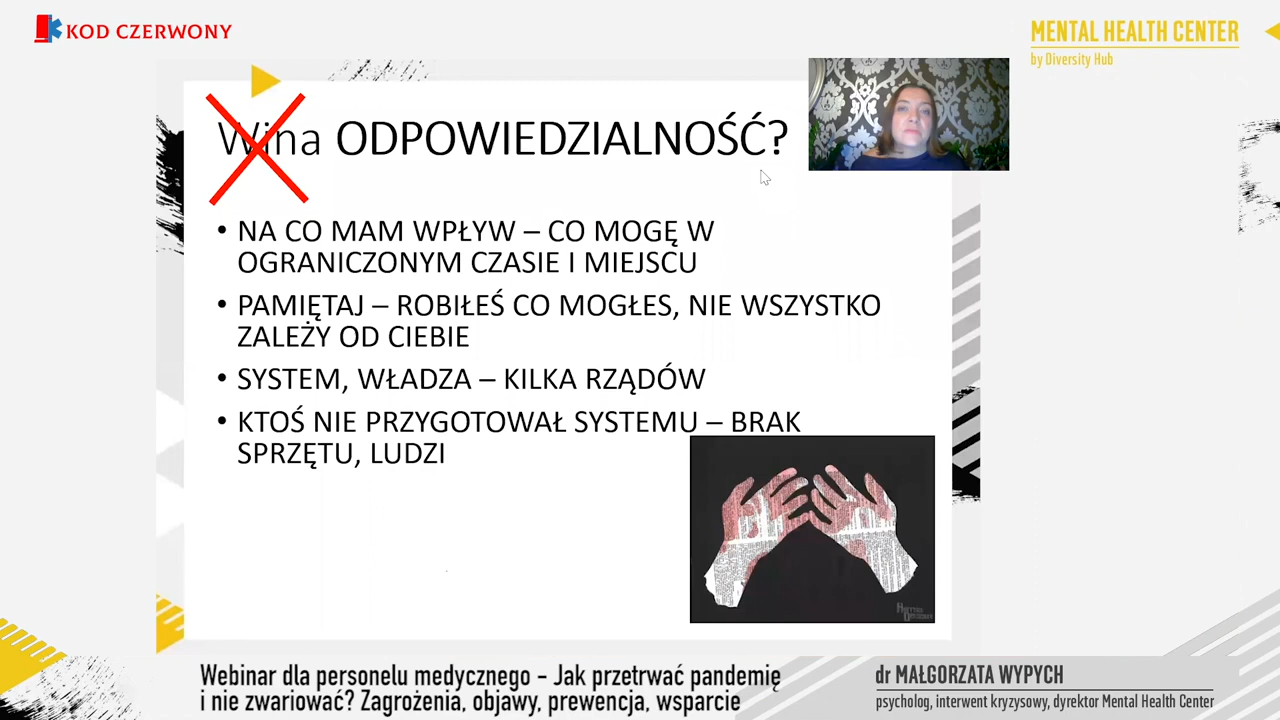 KOD CZERWONY
MENTAL HEALTH CENTER
by Diversity Hub
Wina ODPOWIEDZIALNOŚĆ?
• NA CO MAM WPŁYW – CO MOGĘ W
OGRANICZONYM CZASIE I MIEJSCU
• PAMIĘTAJ – ROBIŁEŚ CO MOGŁES, NIE WSZYSTKO
ZALEŻY OD CIEBIE
• SYSTEM, WŁADZA – KILKA RZĄDÓW
• KTOŚ NIE PRZYGOTOWAŁ SYSTEMU – BRAK
SPRZĘTU, LUDZI
Webinar dla personelu medycznego – Jak przetrwać pandemię
i nie zwariować? Zagrożenia, objawy, prewencja, wsparcie
dr MAŁGORZATA WYPYCH
psycholog, interwent kryzysowy, dyrektor Mental Health Center